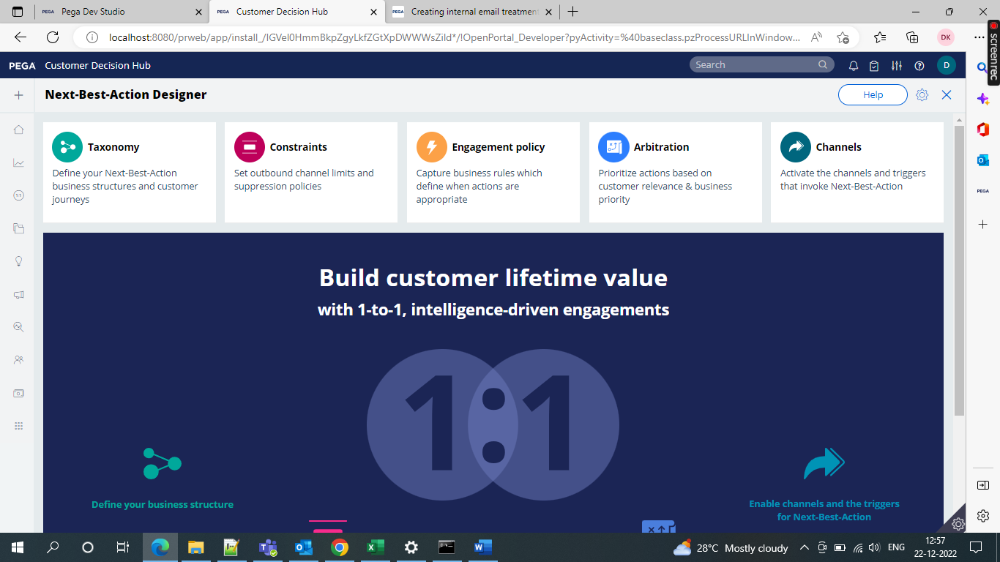 PEGA Pega Dev Studio
PEGA Customer Decision Hub
PEGA Creating internal email treatment
localhost:8080/prweb/app/install_/IGVeI0HmmBkpZgyLkfZGtXpDWWWsZiId*/!OpenPortal_Developer?pyActivity=%40baseclass.pzProcessURLInWindow...
DK
screenrec
PEGA Customer Decision Hub
Search
D
Next-Best-Action Designer
Help
Taxonomy
Define your Next-Best-Action
business structures and customer
journeys
Constraints
Set outbound channel limits and
suppression policies
Engagement policy
Capture business rules which
define when actions are
appropriate
Arbitration
Prioritize actions based on
customer relevance & business
priority
Channels
Activate the channels and triggers
that invoke Next-Best-Action
PEGA
Build customer lifetime value
with 1-to-1, intelligence-driven engagements
1:1
Define your business structure
Enable channels and the triggers
for Next-Best-Action
28°C Mostly cloudy
ENG
12:57
22-12-2022